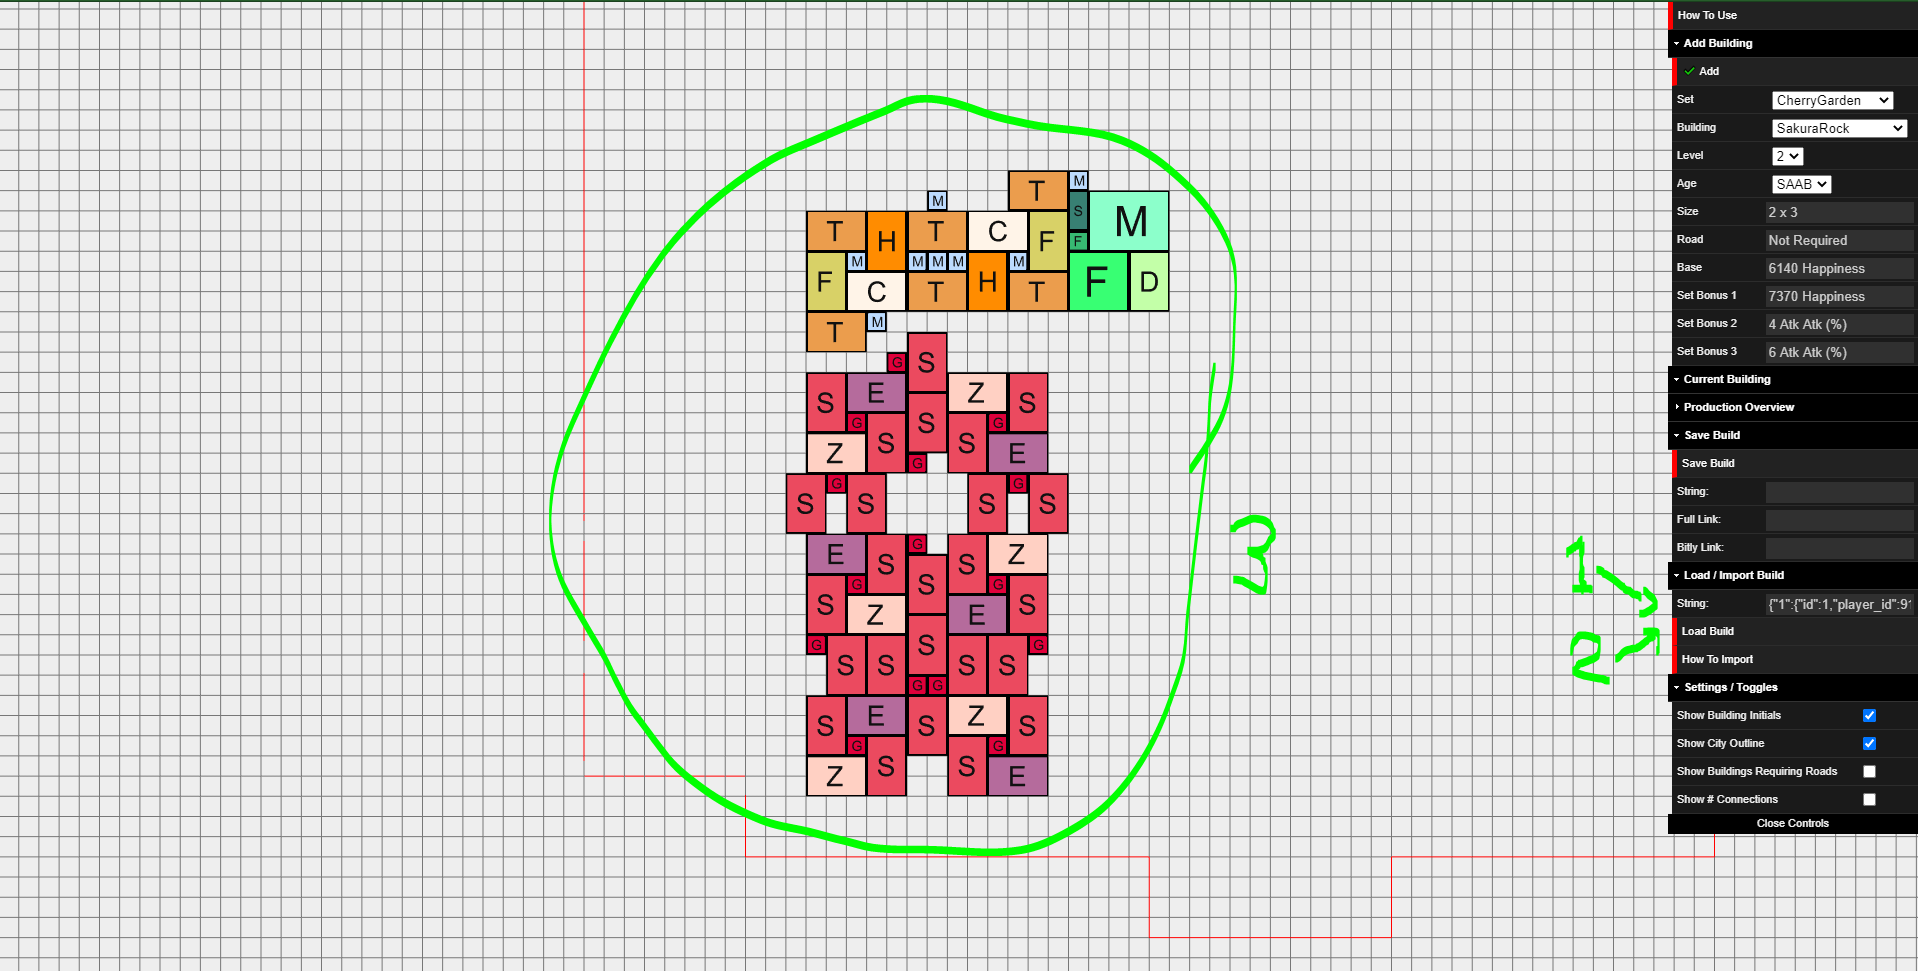 How To Use
Add Building
Add
Set CherryGarden
Building SakuraRock
Level 2
Age SAAB
Size 2 x 3
Road Not Required
Base 6140 Happiness
Set Bonus 1 7370 Happiness
Set Bonus 2 4 Atk Atk (%)
Set Bonus 3 6 Atk Atk (%)
Current Building
Production Overview
Save Build
Save Build
String:
Full Link:
Bitly Link:
Load / Import Build
String: {"1":{"id":1,"player_id":9
Load Build
How To Import
Settings / Toggles
Show Building Initials
Show City Outline
Show Buildings Requiring Roads
Show # Connections
Close Controls
T M
M S M
T H T C F F
F M M M M M H F D
C T T
T M
G S
S E Z S
G S G
Z S S E
G
S G S S G S
E S G S Z
S G S G S
Z E
G S S S S S G
G G
S E S Z S
G G
Z S S E
1
2
3